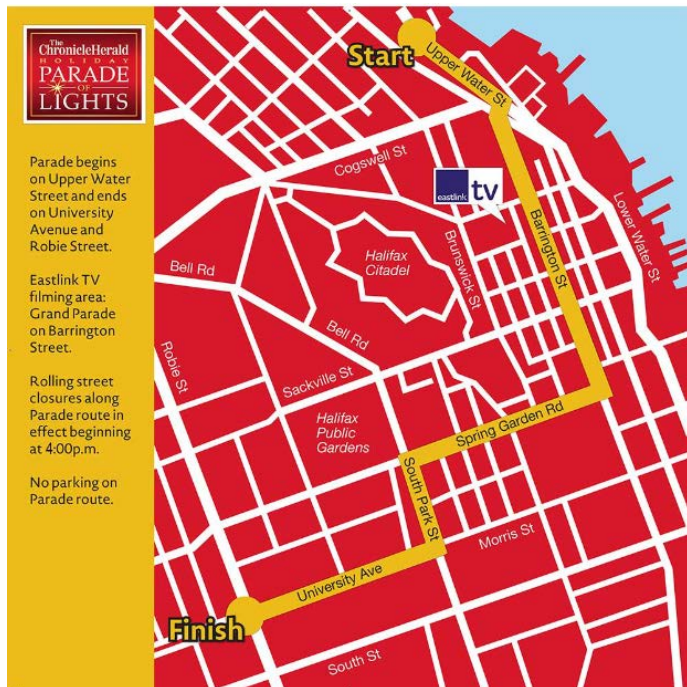 The
ChronicleHerald
HOLIDAY
PARADE
OF
LIGHTS
Parade begins
on Upper Water
Street and ends
on University
Avenue and
Robie Street.
Eastlink TV
filming area:
Grand Parade
on Barrington
Street.
Rolling street
closures along
Parade route in
effect beginning
at 4:00p.m.
No parking on
Parade route.
Start
Upper Water St
Cogswell St
eastlink tv
Barrington St
Lower Water St
Brunswick St
Halifax
Citadel
Bell Rd
Bell Rd
Robie St
Sackville St
Halifax
Public
Gardens
Spring Garden Rd
South Park St
Morris St
University Ave
Finish
South St